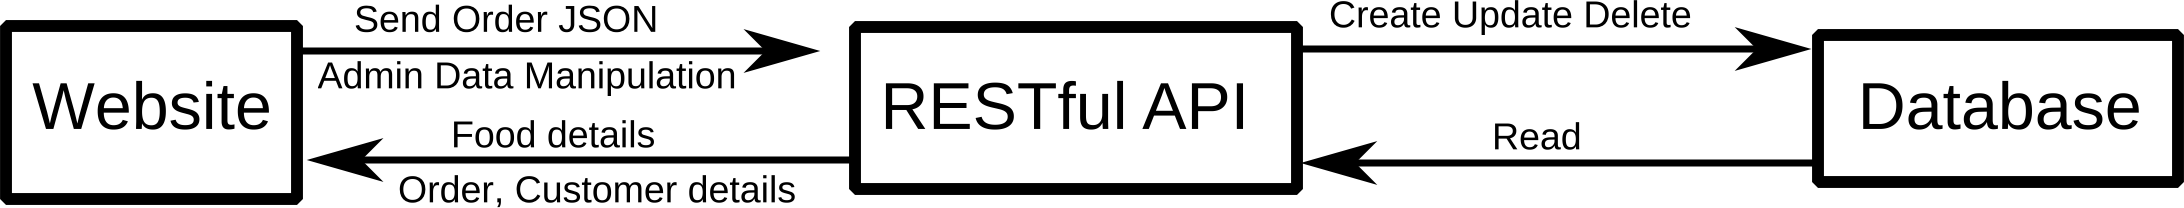 Send Order JSON
Website
Admin Data Manipulation
Food details
Order, Customer details
RESTful API
Create Update Delete
Read
Database